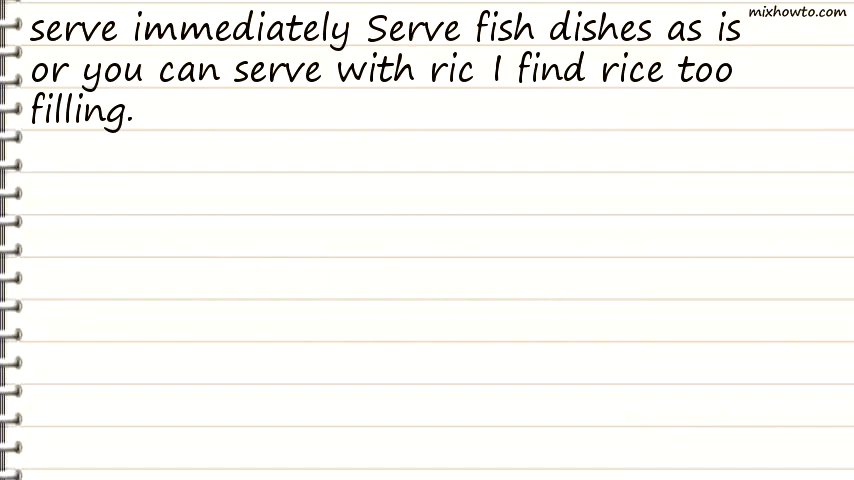 mixhowto.com
serve immediately Serve fish dishes as is
or you can serve with ric I find rice too
filling.